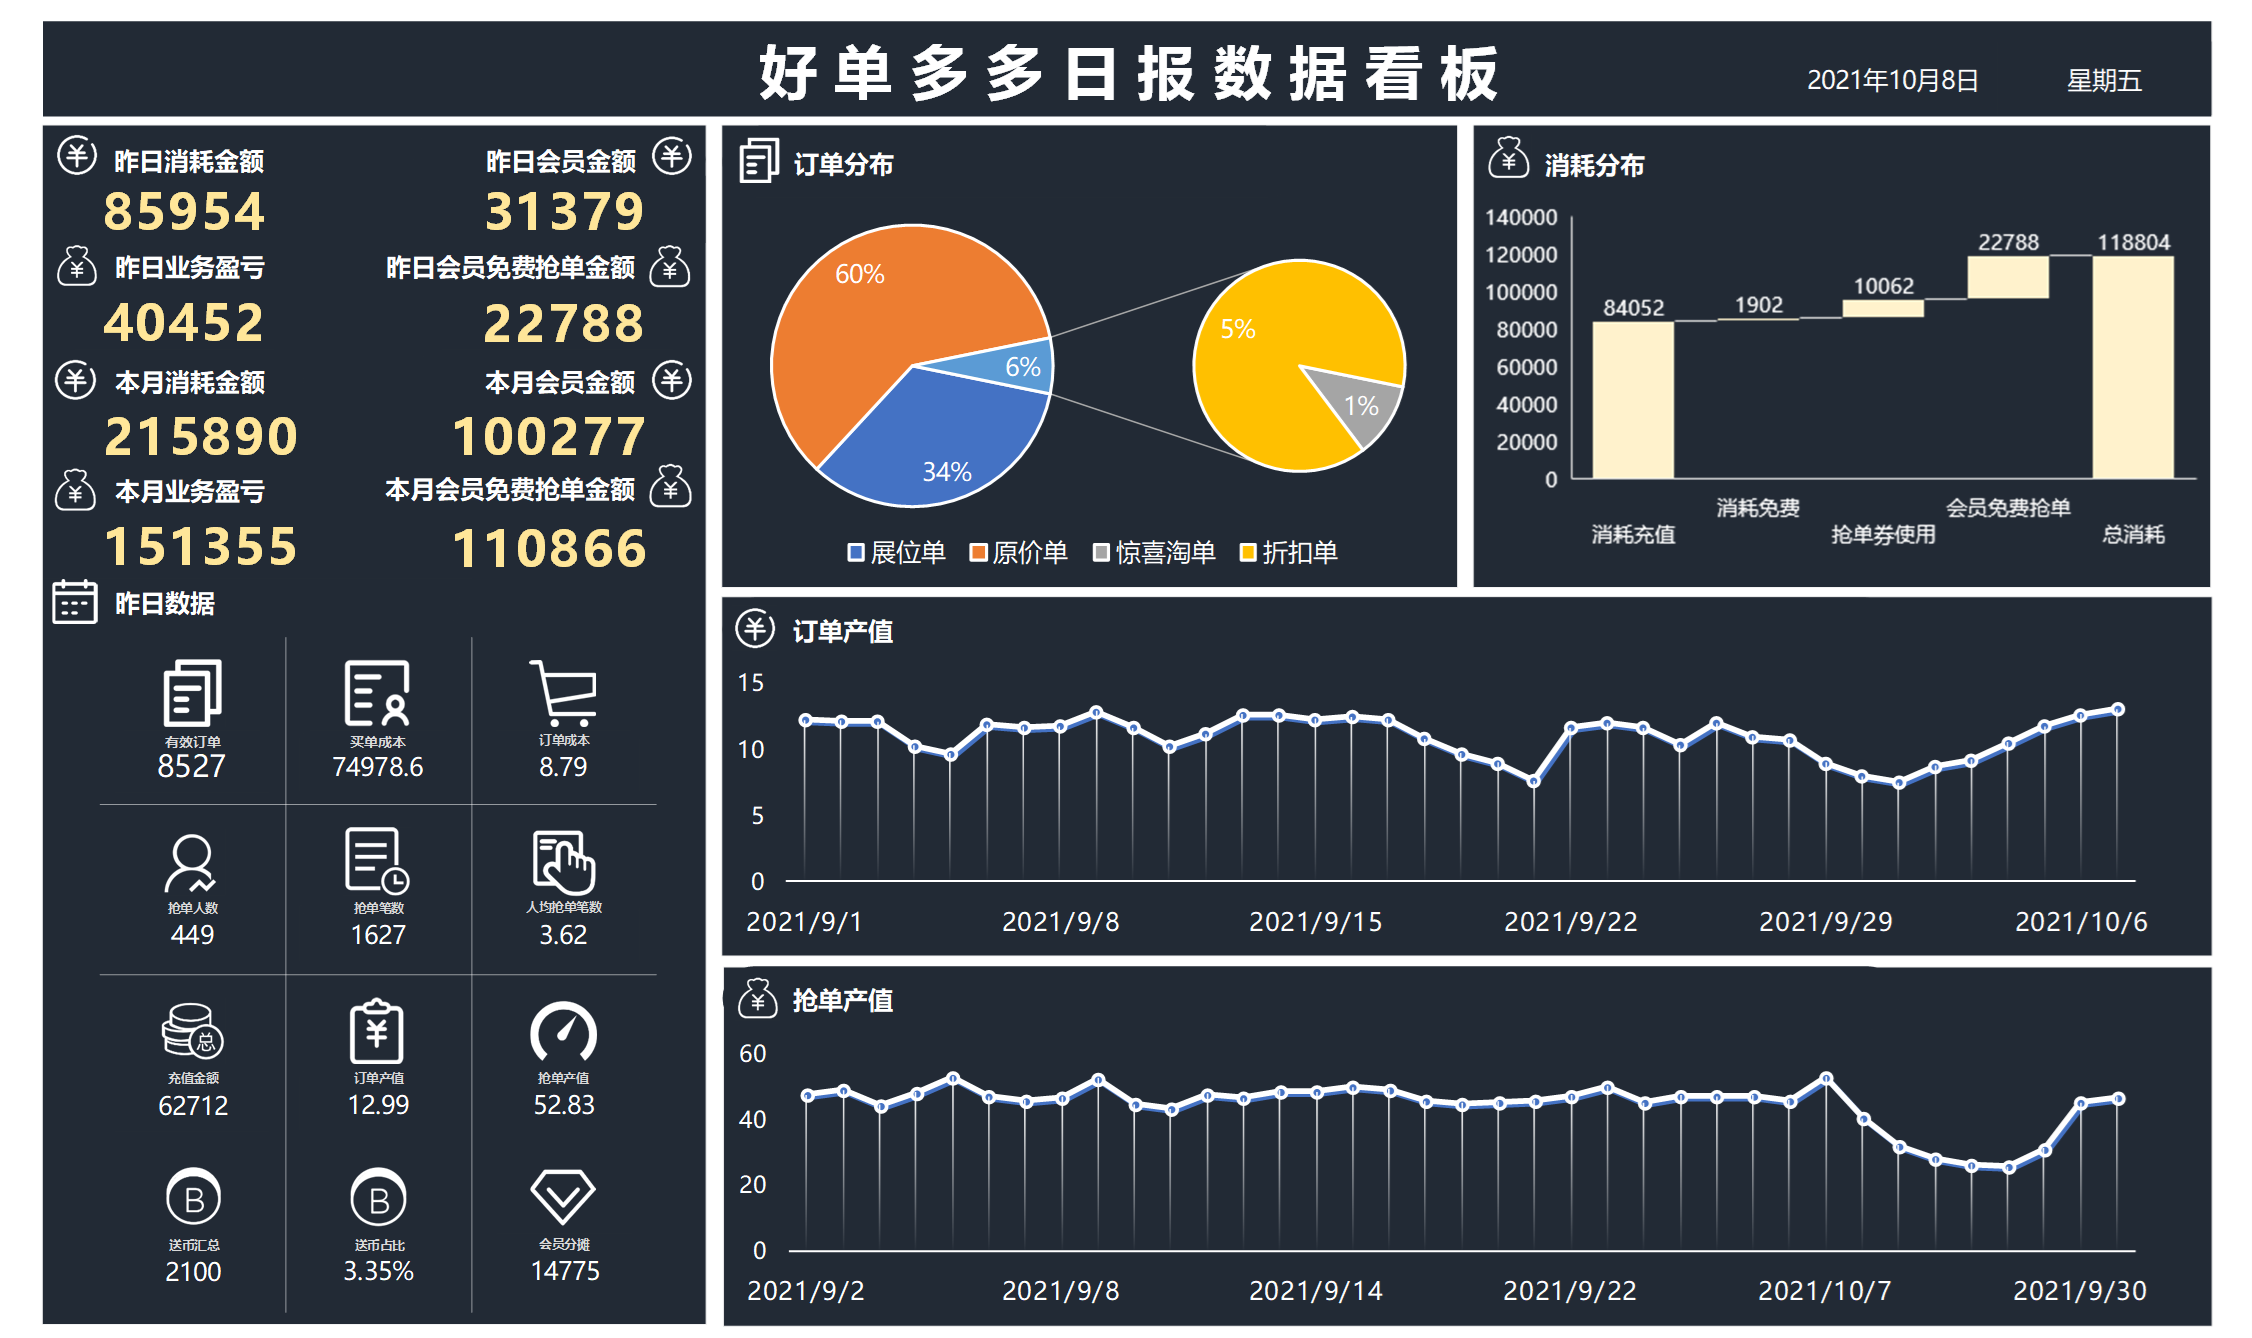 好单多多日报数据看板
2021年10月8日 星期五
昨日消耗金额 昨日会员金额
85954 31379
昨日业务盈亏 昨日会员免费抢单金额
40452 22788
本月消耗金额 本月会员金额
215890 100277
本月业务盈亏 本月会员免费抢单金额
151355 110866
昨日数据
有效订单 买单成本 订单成本
8527 74978.6 8.79
抢单人数 抢单笔数 人均抢单笔数
449 1627 3.62
总
充值金额 订单产值 抢单产值
62712 12.99 52.83
B B
送币汇总 送币占比 会员分摊
2100 3.35% 14775
订单分布
60%
6%
34%
5%
1%
展位单 原价单 惊喜淘单 折扣单
消耗分布
140000
120000
100000
80000
60000
40000
20000
0
84052 1902 10062 22788 118804
消耗充值 消耗免费 抢单券使用 会员免费抢单 总消耗
订单产值
15
10
5
0
2021/9/1 2021/9/8 2021/9/15 2021/9/22 2021/9/29 2021/10/6
抢单产值
60
40
20
0
2021/9/2 2021/9/8 2021/9/14 2021/9/22 2021/10/7 2021/9/30